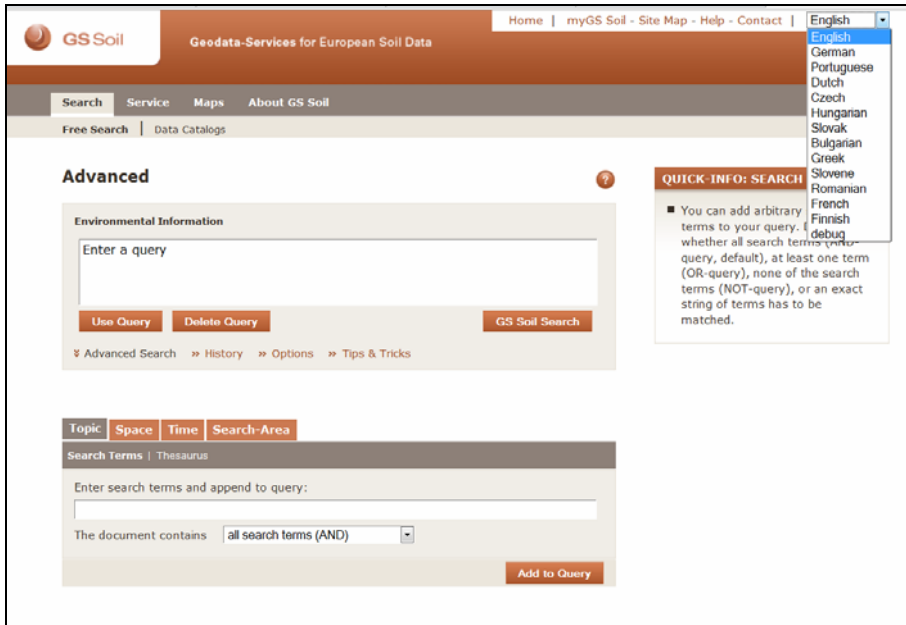 Home | myGS Soil - Site Map - Help - Contact | English
GS Soil
Geodata-Services for European Soil Data
English
German
Portuguese
Dutch
Czech
Hungarian
Slovak
Bulgarian
Greek
Slovene
Romanian
French
Finnish
debug
Search Service Maps About GS Soil
Free Search | Data Catalogs
Advanced
?
Environmental Information
Enter a query
Use Query Delete Query GS Soil Search
Advanced Search » History » Options » Tips & Tricks
QUICK-INFO: SEARCH
You can add arbitrary
terms to your query.
whether all search terms (AND-
query, default), at least one term
(OR-query), none of the search
terms (NOT-query), or an exact
string of terms has to be
matched.
Topic Space Time Search-Area
Search Terms | Thesaurus
Enter search terms and append to query:
The document contains all search terms (AND)
Add to Query